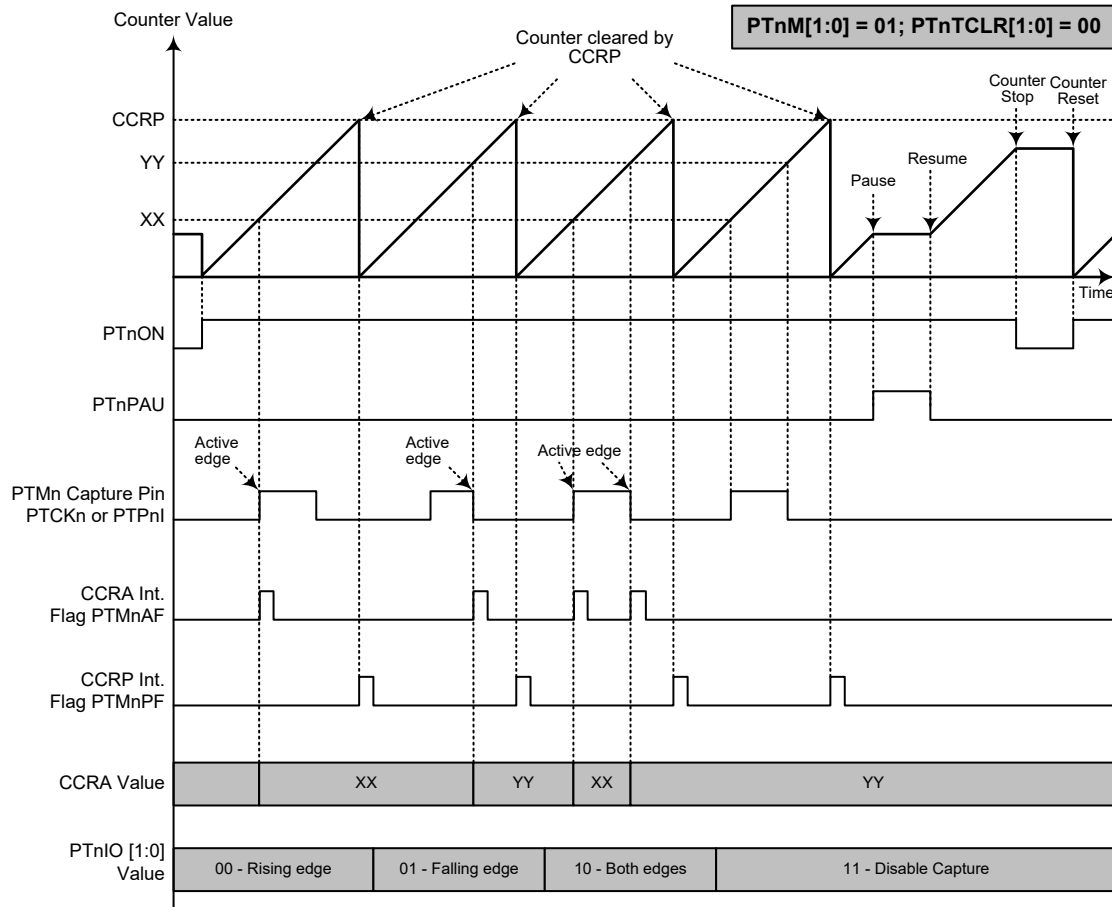 Counter Value
PTnM[1:0] = 01; PTnTCLR[1:0] = 00
Counter cleared by
CCRP
Counter
Stop
Counter
Reset
CCRP
YY
XX
Pause
Resume
Time
PTnON
PTnPAU
Active
edge
Active
edge
Active edge
PTMn Capture Pin
PTCKn or PTPnI
CCRA Int.
Flag PTMnAF
CCRP Int.
Flag PTMnPF
CCRA Value
XX
YY
XX
YY
PTnIO [1:0]
Value
00 - Rising edge
01 - Falling edge
10 - Both edges
11 - Disable Capture